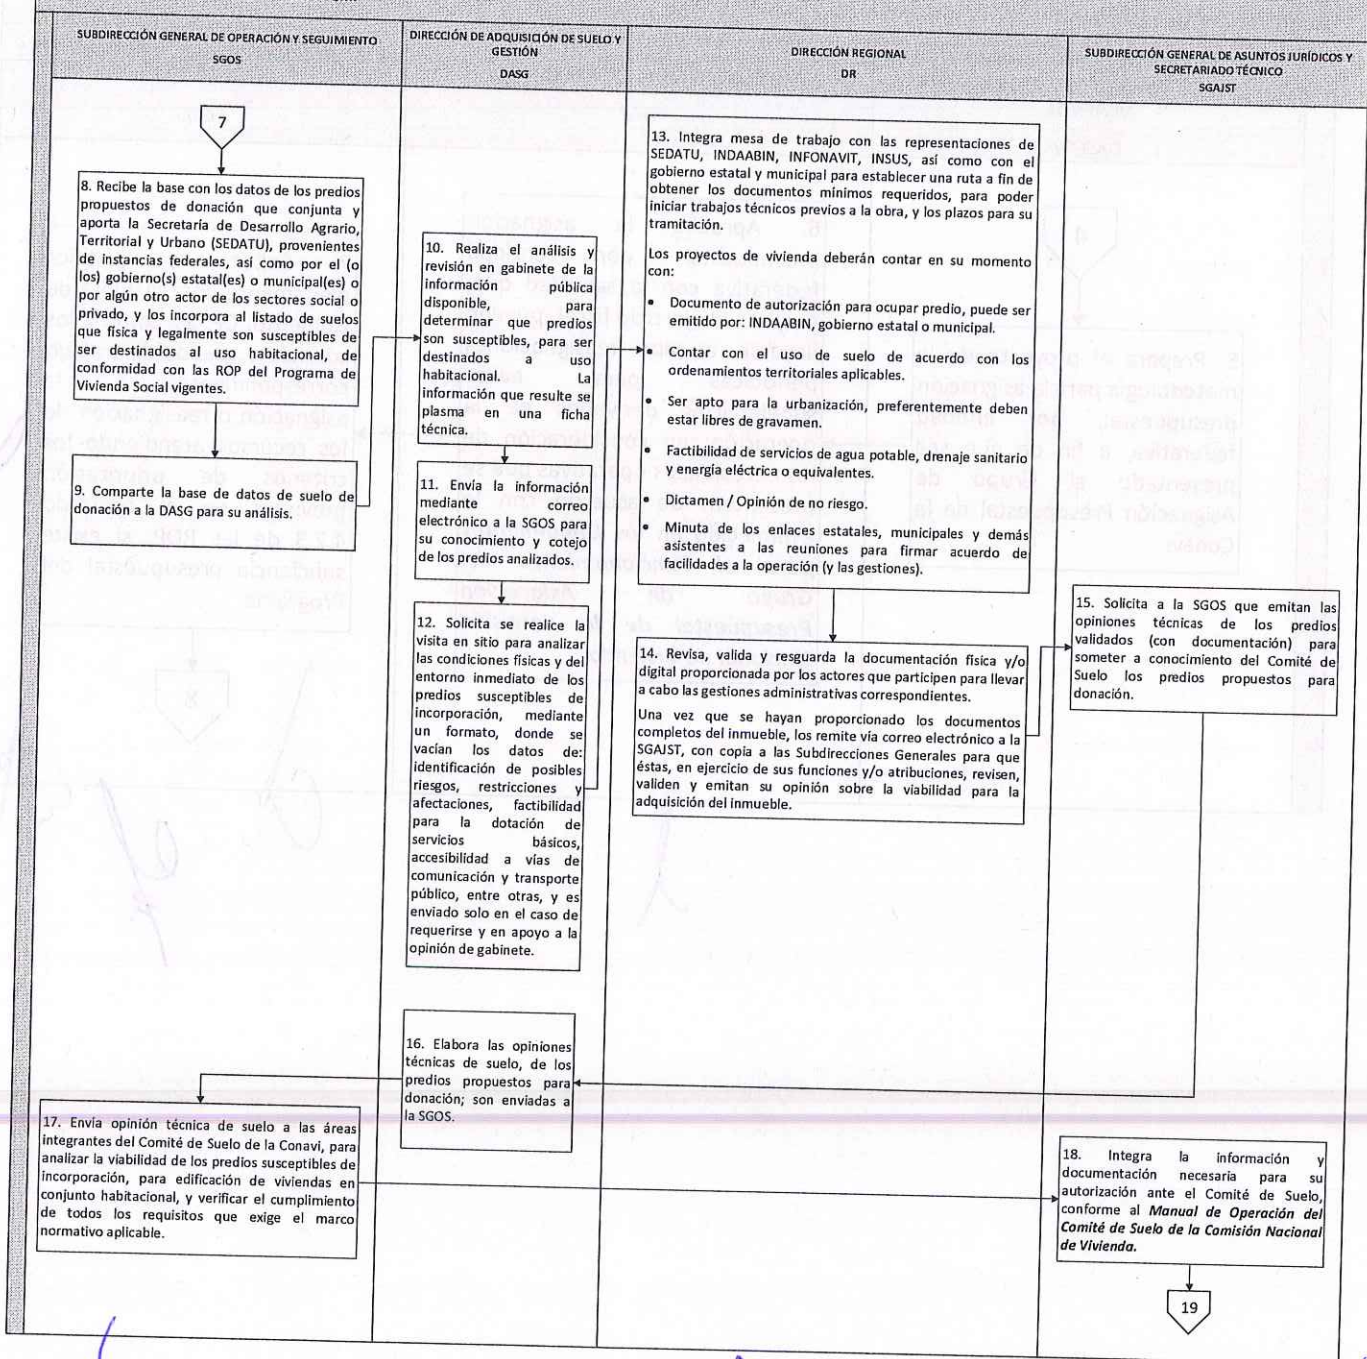 SUBDIRECCIÓN GENERAL DE OPERACIÓN Y SEGUIMIENTO
SGOS
DIRECCIÓN DE ADQUISICIÓN DE SUELO Y
GESTIÓN
DASG
DIRECCIÓN REGIONAL
DR
SUBDIRECCIÓN GENERAL DE ASUNTOS JURÍDICOS Y
SECRETARIADO TÉCNICO
SGAJST
7
8. Recibe la base con los datos de los predios
propuestos de donación que conjunta y
aporta la Secretaría de Desarrollo Agrario,
Territorial y Urbano (SEDATU), provenientes
de instancias federales, así como por el (o
los) gobierno(s) estatal(es) o municipal(es) o
por algún otro actor de los sectores social o
privado, y los incorpora al listado de suelos
que física y legalmente son susceptibles de
ser destinados al uso habitacional, de
conformidad con las ROP del Programa de
Vivienda Social vigentes.
9. Comparte la base de datos de suelo de
donación a la DASG para su análisis.
10. Realiza el análisis y
revisión en gabinete de la
información pública
disponible, para
determinar que predios
son susceptibles, para ser
destinados a uso
habitacional. La
información que resulte se
plasma en una ficha
técnica.
11. Envía la información
mediante correo
electrónico a la SGOS para
su conocimiento y cotejo
de los predios analizados.
12. Solicita se realice la
visita en sitio para analizar
las condiciones físicas y del
entorno inmediato de los
predios susceptibles de
incorporación, mediante
un formato, donde se
vacían los datos de:
identificación de posibles
riesgos, restricciones y
afectaciones, factibilidad
para la dotación de
servicios básicos,
accesibilidad a vías de
comunicación y transporte
público, entre otras, y es
enviado solo en el caso de
requerirse y en apoyo a la
opinión de gabinete.
13. Integra mesa de trabajo con las representaciones de
SEDATU, INDAABIN, INFONAVIT, INSUS, así como con el
gobierno estatal y municipal para establecer una ruta a fin de
obtener los documentos mínimos requeridos, para poder
iniciar trabajos técnicos previos a la obra, y los plazos para su
tramitación.
Los proyectos de vivienda deberán contar en su momento
con:
• Documento de autorización para ocupar predio, puede ser
emitido por: INDAABIN, gobierno estatal o municipal.
• Contar con el uso de suelo de acuerdo con los
ordenamientos territoriales aplicables.
• Ser apto para la urbanización, preferentemente deben
estar libres de gravamen.
• Factibilidad de servicios de agua potable, drenaje sanitario
y energía eléctrica o equivalentes.
• Dictamen / Opinión de no riesgo.
• Minuta de los enlaces estatales, municipales y demás
asistentes a las reuniones para firmar acuerdo de
facilidades a la operación (y las gestiones).
14. Revisa, valida y resguarda la documentación física y/o
digital proporcionada por los actores que participen para llevar
a cabo las gestiones administrativas correspondientes.
Una vez que se hayan proporcionado los documentos
completos del inmueble, los remite vía correo electrónico a la
SGAJST, con copia a las Subdirecciones Generales para que
éstas, en ejercicio de sus funciones y/o atribuciones, revisen,
validen y emitan su opinión sobre la viabilidad para la
adquisición del inmueble.
15. Solicita a la SGOS que emitan las
opiniones técnicas de los predios
validados (con documentación) para
someter a conocimiento del Comité de
Suelo los predios propuestos para
donación.
16. Elabora las opiniones
técnicas de suelo, de los
predios propuestos para
donación; son enviadas a
la SGOS.
17. Envía opinión técnica de suelo a las áreas
integrantes del Comité de Suelo de la Conavi, para
analizar la viabilidad de los predios susceptibles de
incorporación, para edificación de viviendas en
conjunto habitacional, y verificar el cumplimiento
de todos los requisitos que exige el marco
normativo aplicable.
18. Integra la información y
documentación necesaria para su
autorización ante el Comité de Suelo,
conforme al Manual de Operación del
Comité de Suelo de la Comisión Nacional
de Vivienda.
19